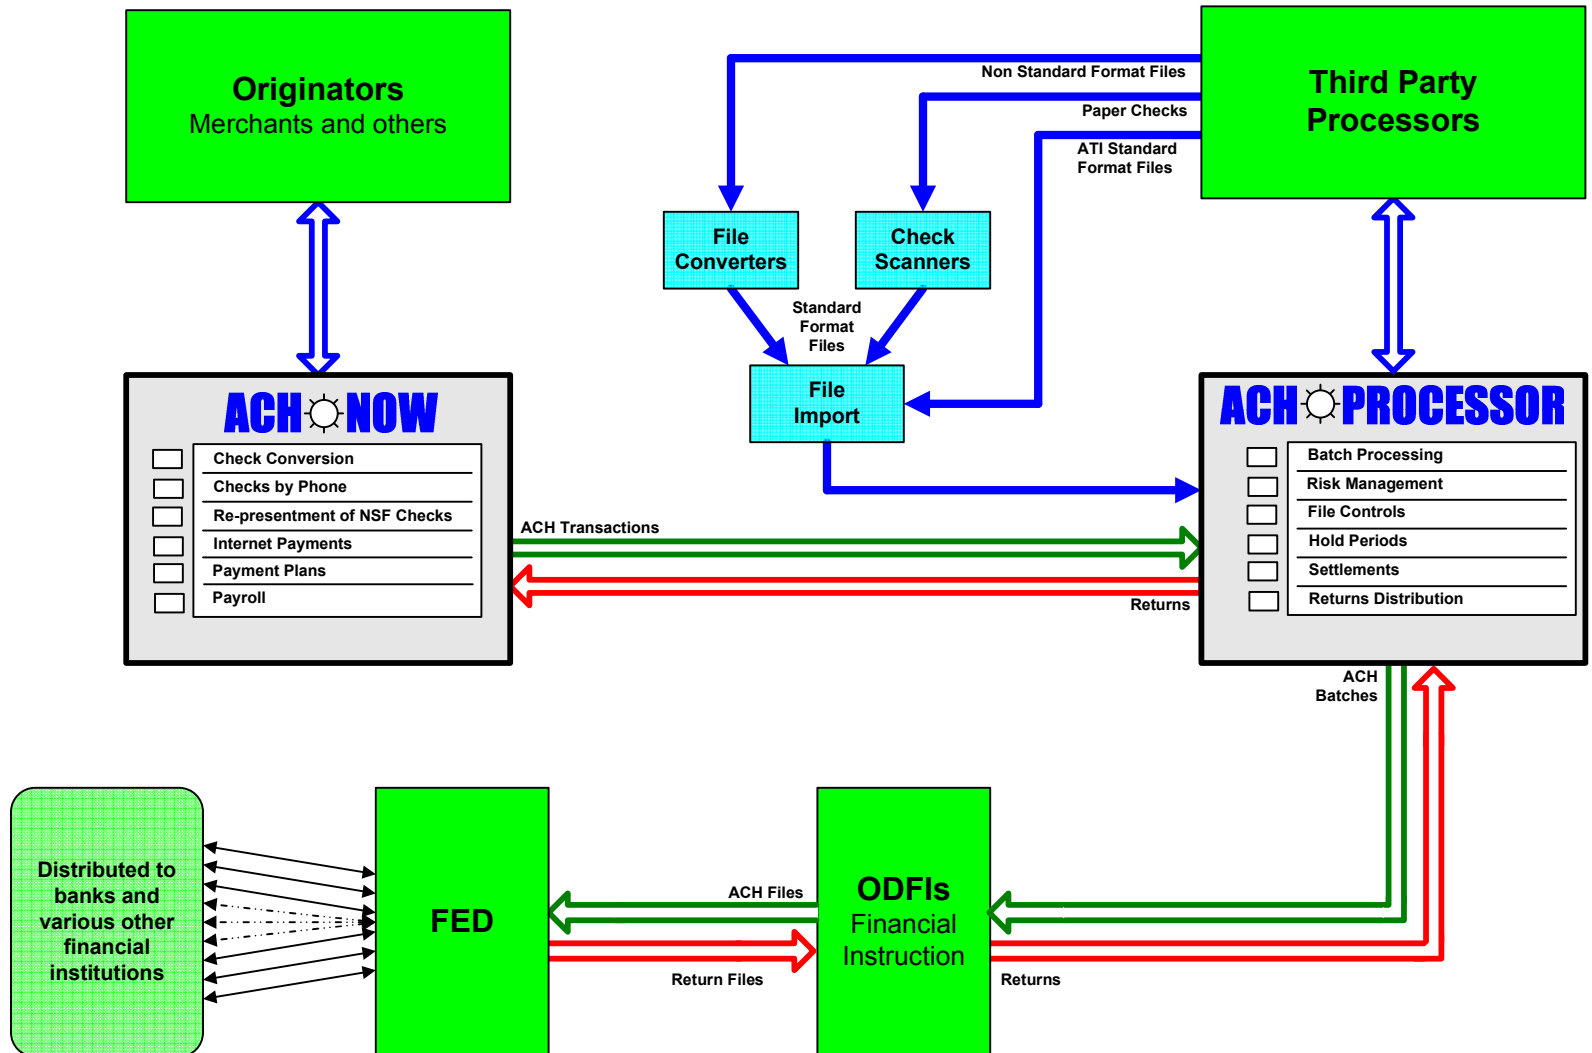 Originators
Merchants and others
Non Standard Format Files
Paper Checks
ATI Standard
Format Files
Third Party
Processors
File
Converters
Check
Scanners
Standard
Format
Files
File
Import
ACH NOW
Check Conversion
Checks by Phone
Re-presentment of NSF Checks
Internet Payments
Payment Plans
Payroll
ACH PROCESSOR
Batch Processing
Risk Management
File Controls
Hold Periods
Settlements
Returns Distribution
ACH Transactions
Returns
ACH
Batches
Distributed to
banks and
various other
financial
institutions
FED
ACH Files
Return Files
ODFIs
Financial
Instruction
Returns